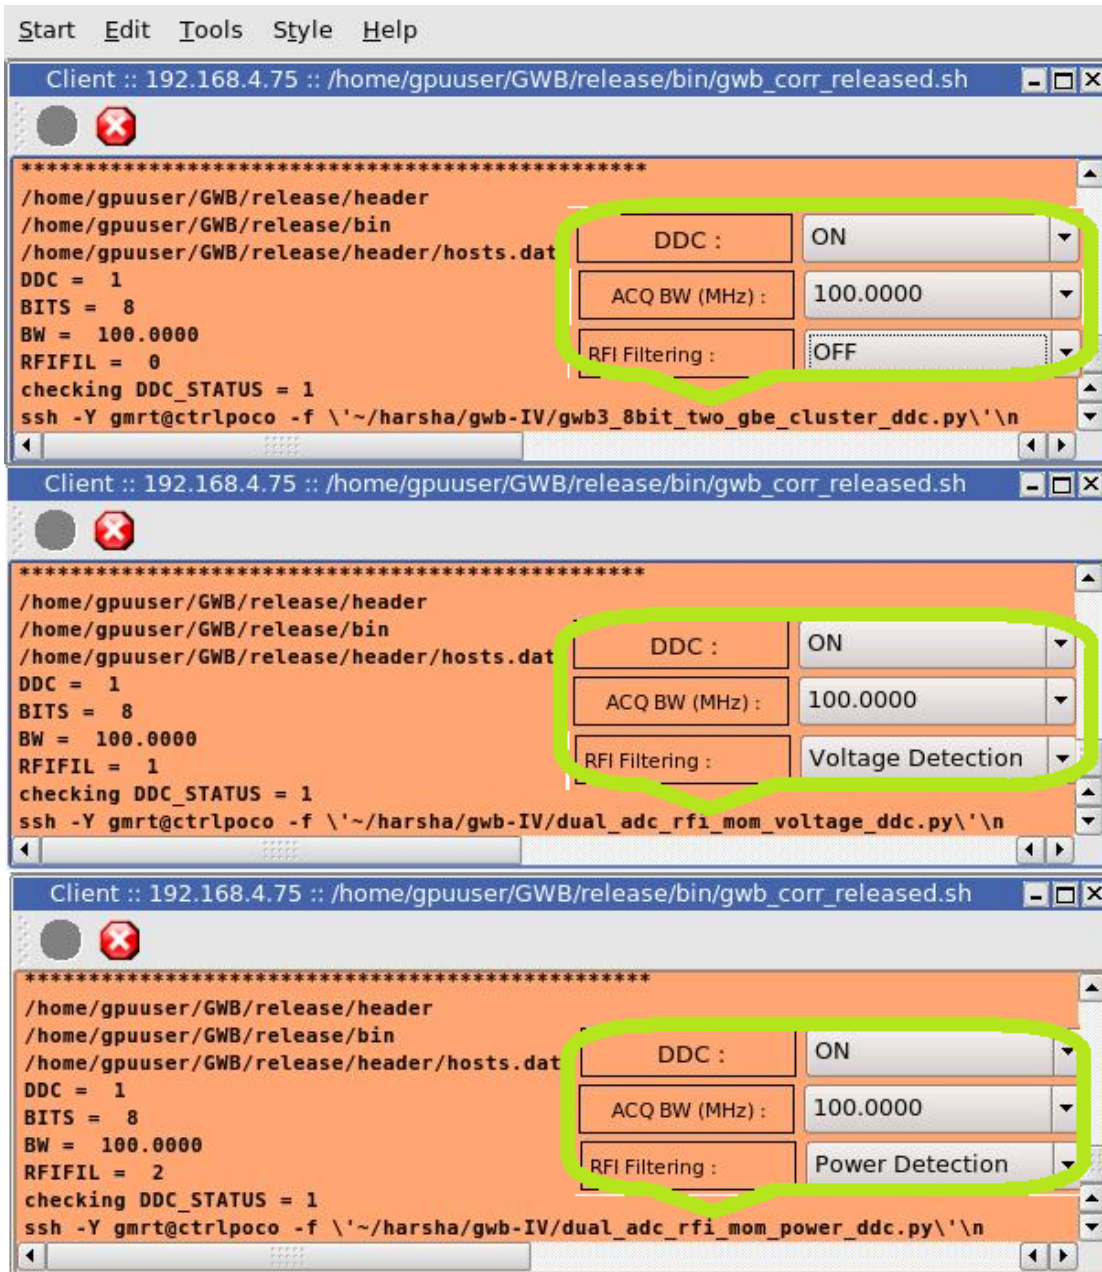 Start Edit Tools Style Help
Client :: 192.168.4.75 :: /home/gpuuser/GWB/release/bin/gwb_corr_released.sh
*************************************************
/home/gpuuser/GWB/release/header
/home/gpuuser/GWB/release/bin
/home/gpuuser/GWB/release/header/hosts.dat
DDC = 1
BITS = 8
BW = 100.0000
RFIFIL = 0
checking DDC_STATUS = 1
ssh -Y gmrt@ctrlpoco -f \'~/harsha/gwb-IV/gwb3_8bit_two_gbe_cluster_ddc.py\'\n
DDC : ON
ACQ BW (MHz) : 100.0000
RFI Filtering : OFF
Client :: 192.168.4.75 :: /home/gpuuser/GWB/release/bin/gwb_corr_released.sh
*************************************************
/home/gpuuser/GWB/release/header
/home/gpuuser/GWB/release/bin
/home/gpuuser/GWB/release/header/hosts.dat
DDC = 1
BITS = 8
BW = 100.0000
RFIFIL = 1
checking DDC_STATUS = 1
ssh -Y gmrt@ctrlpoco -f \'~/harsha/gwb-IV/dual_adc_rfi_mom_voltage_ddc.py\'\n
DDC : ON
ACQ BW (MHz) : 100.0000
RFI Filtering : Voltage Detection
Client :: 192.168.4.75 :: /home/gpuuser/GWB/release/bin/gwb_corr_released.sh
*************************************************
/home/gpuuser/GWB/release/header
/home/gpuuser/GWB/release/bin
/home/gpuuser/GWB/release/header/hosts.dat
DDC = 1
BITS = 8
BW = 100.0000
RFIFIL = 2
checking DDC_STATUS = 1
ssh -Y gmrt@ctrlpoco -f \'~/harsha/gwb-IV/dual_adc_rfi_mom_power_ddc.py\'\n
DDC : ON
ACQ BW (MHz) : 100.0000
RFI Filtering : Power Detection